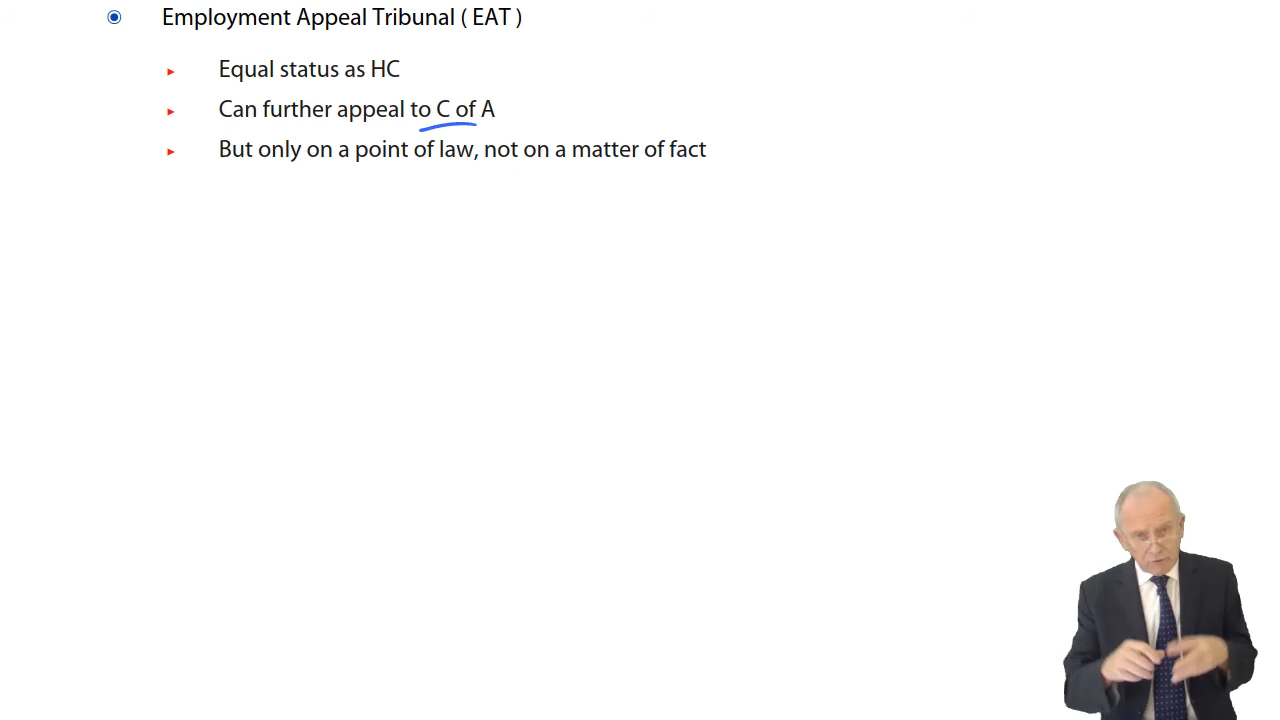 Employment Appeal Tribunal ( EAT )
Equal status as HC
Can further appeal to C of A
But only on a point of law, not on a matter of fact